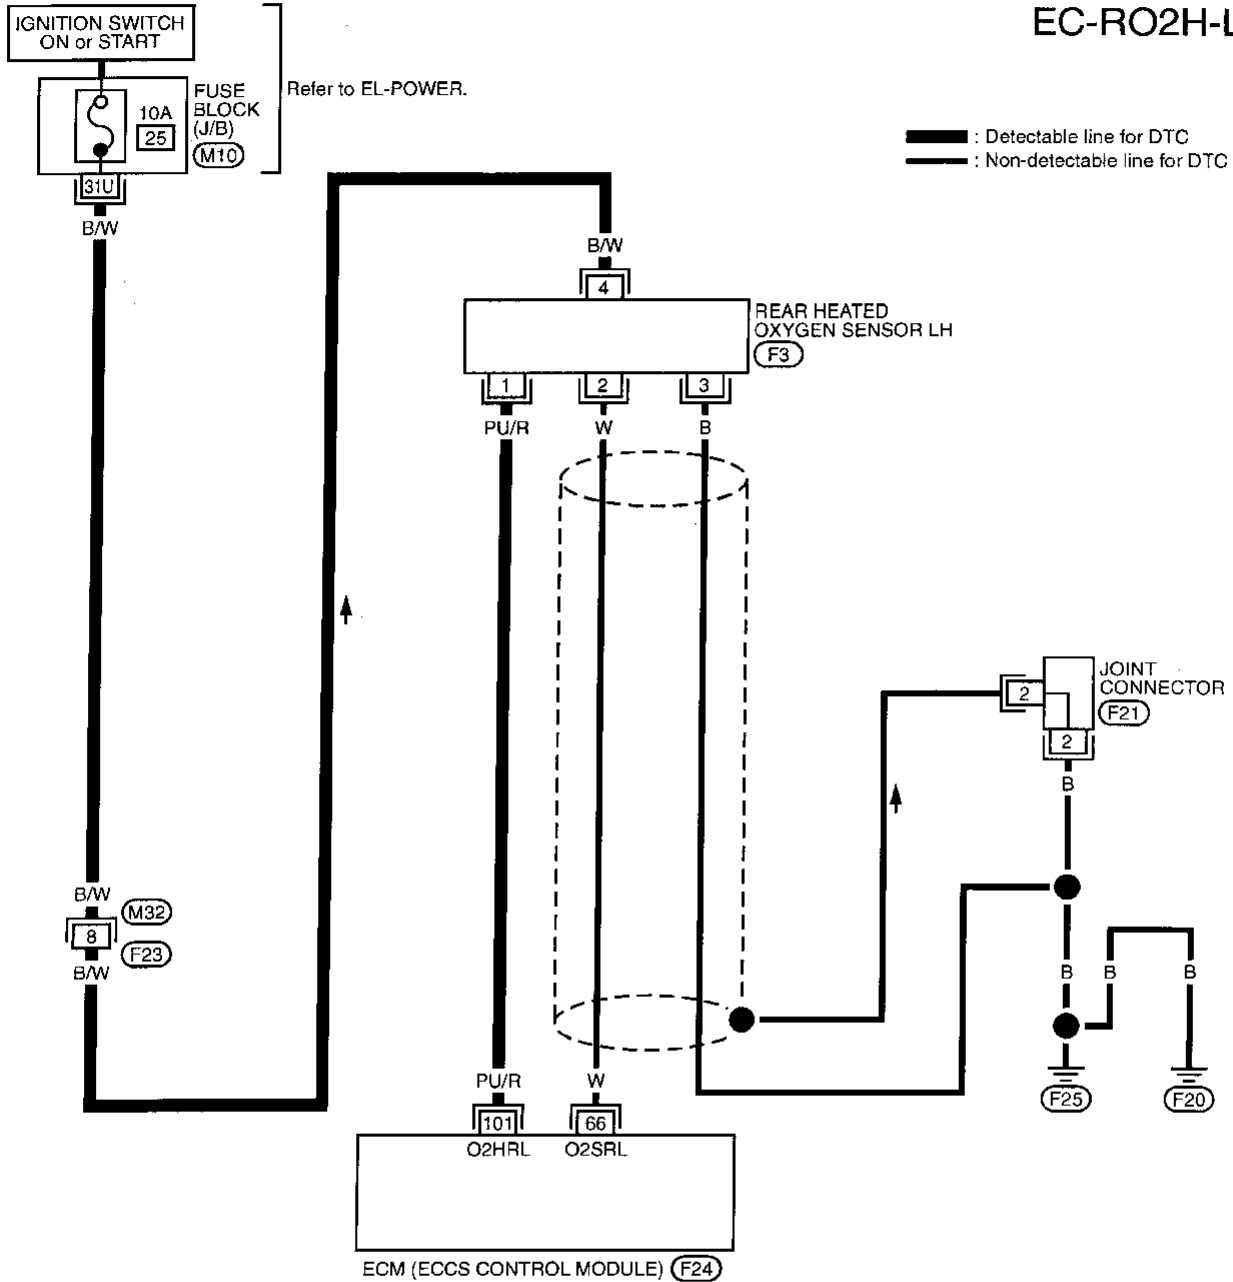 EC-RO2H-L
IGNITION SWITCH
ON or START
Refer to EL-POWER.
FUSE
BLOCK
(J/B)
M10
10A
25
31U
B/W
: Detectable line for DTC
: Non-detectable line for DTC
B/W
4
REAR HEATED
OXYGEN SENSOR LH
F3
1
2
3
PU/R
W
B
JOINT
CONNECTOR
F21
2
2
B
B/W
M32
8
F23
B/W
B
B
B
F25
F20
PU/R
W
101
66
O2HRL
O2SRL
ECM (ECCS CONTROL MODULE)
F24